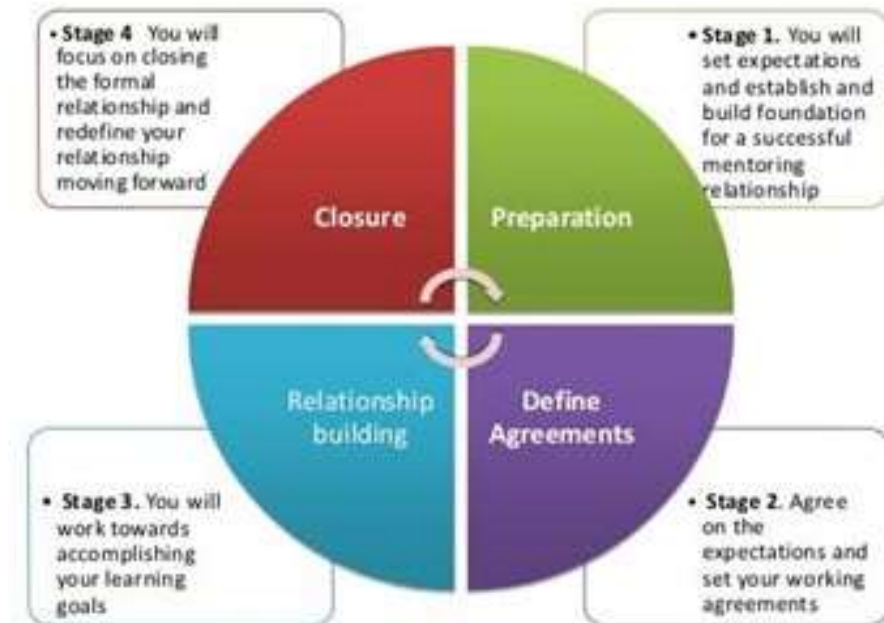 • Stage 4 You will
focus on closing
the formal
relationship and
redefine your
relationship
moving forward
• Stage 1. You will
set expectations
and establish and
build foundation
for a successful
mentoring
relationship
Closure
Preparation
Relationship
building
Define
Agreements
• Stage 3. You will
work towards
accomplishing
your learning
goals
• Stage 2. Agree
on the
expectations and
set your working
agreements